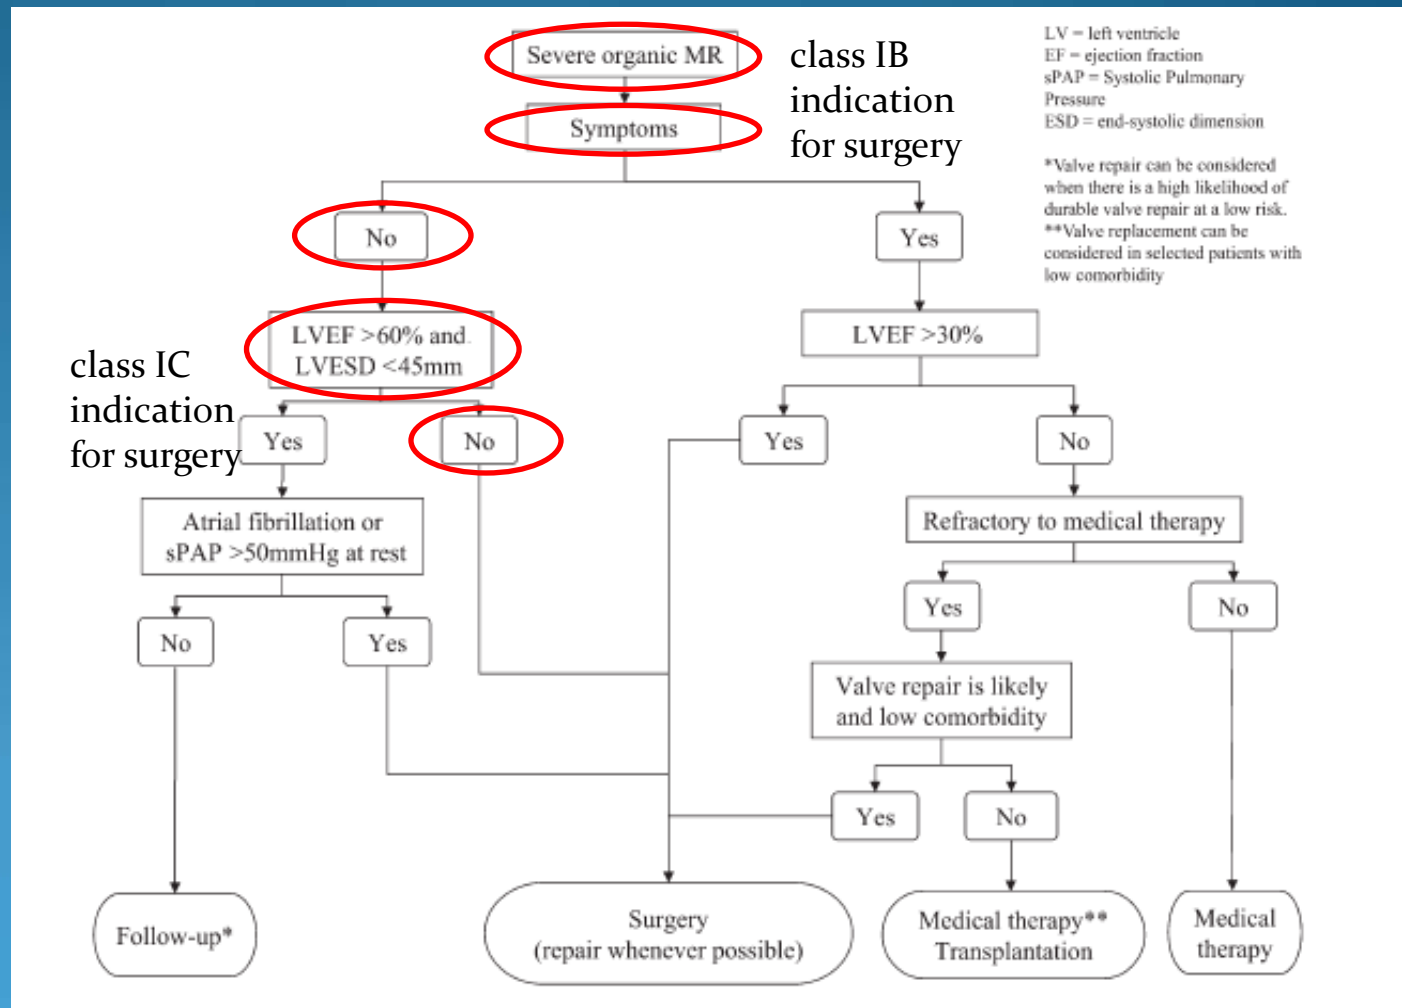 Severe organic MR
class IB
indication
for surgery
LV = left ventricle
EF = ejection fraction
sPAP = Systolic Pulmonary
Pressure
ESD = end-systolic dimension
*Valve repair can be considered
when there is a high likelihood of
durable valve repair at a low risk.
**Valve replacement can be
considered in selected patients with
low comorbidity
Symptoms
No
Yes
LVEF >60% and
LVESD <45mm
LVEF >30%
class IC
indication
for surgery
Yes
No
Yes
No
Atrial fibrillation or
sPAP >50mmHg at rest
Refractory to medical therapy
No
Yes
Yes
No
Valve repair is likely
and low comorbidity
Yes
No
Follow-up*
Surgery
(repair whenever possible)
Medical therapy**
Transplantation
Medical
therapy